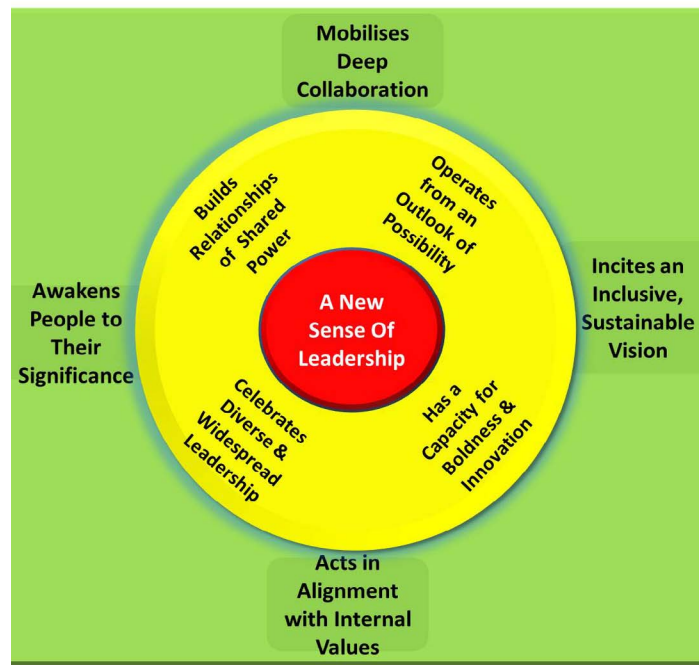 Mobilises
Deep
Collaboration
Builds
Relationships
of Shared
Power
Operates
from an
Outlook of
Possibility
Awakens
People to
Their
Significance
A New
Sense Of
Leadership
Incites an
Inclusive,
Sustainable
Vision
Celebrates
Diverse &
Widespread
Leadership
Has a
Capacity for
Boldness &
Innovation
Acts in
Alignment
with Internal
Values